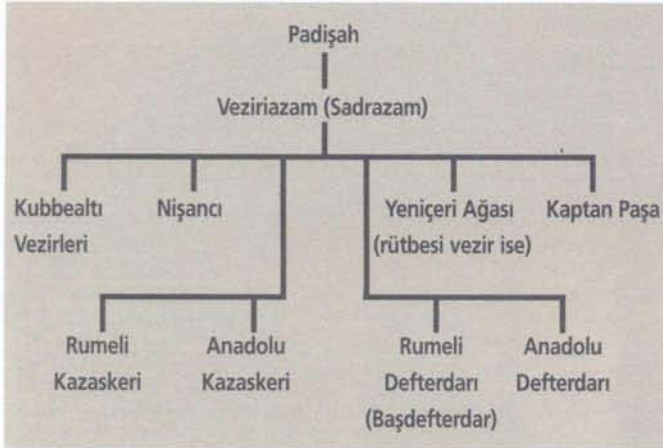 Padişah
Veziriazam (Sadrazam)
Kubbealtı
Vezirleri
Nişancı
Yeniçeri Ağası
(rütbesi vezir ise)
Kaptan Paşa
Rumeli
Kazaskeri
Anadolu
Kazaskeri
Rumeli
Defterdarı
(Başdefterdar)
Anadolu
Defterdarı